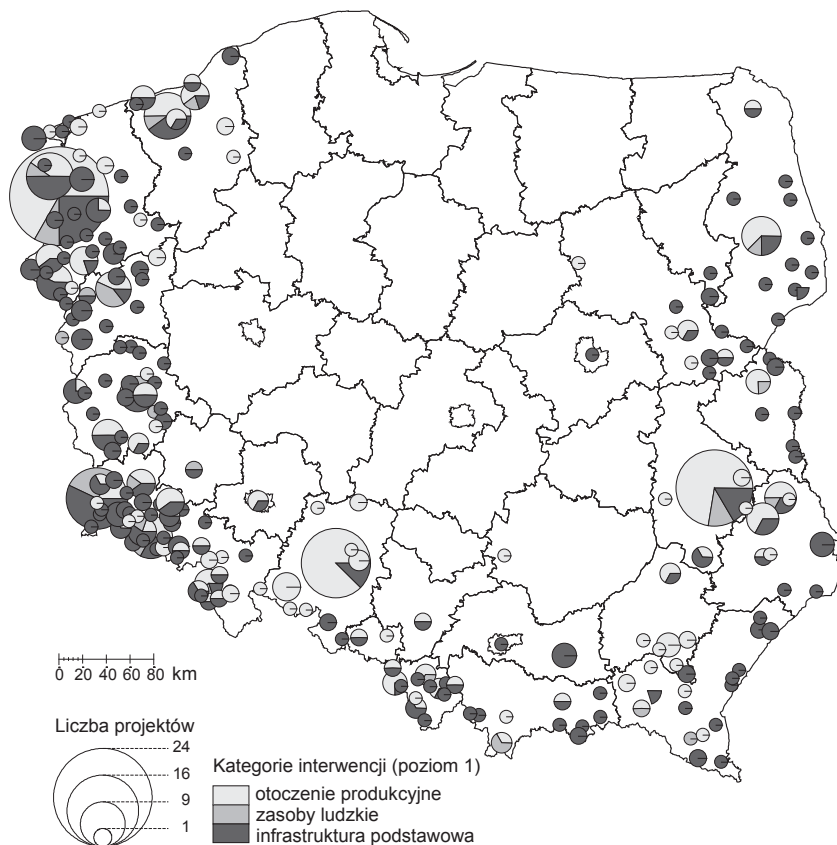 0 20 40 60 80 km
Liczba projektów
24
16
9
1
Kategorie interwencji (poziom 1)
otoczenie produkcyjne
zasoby ludzkie
infrastruktura podstawowa